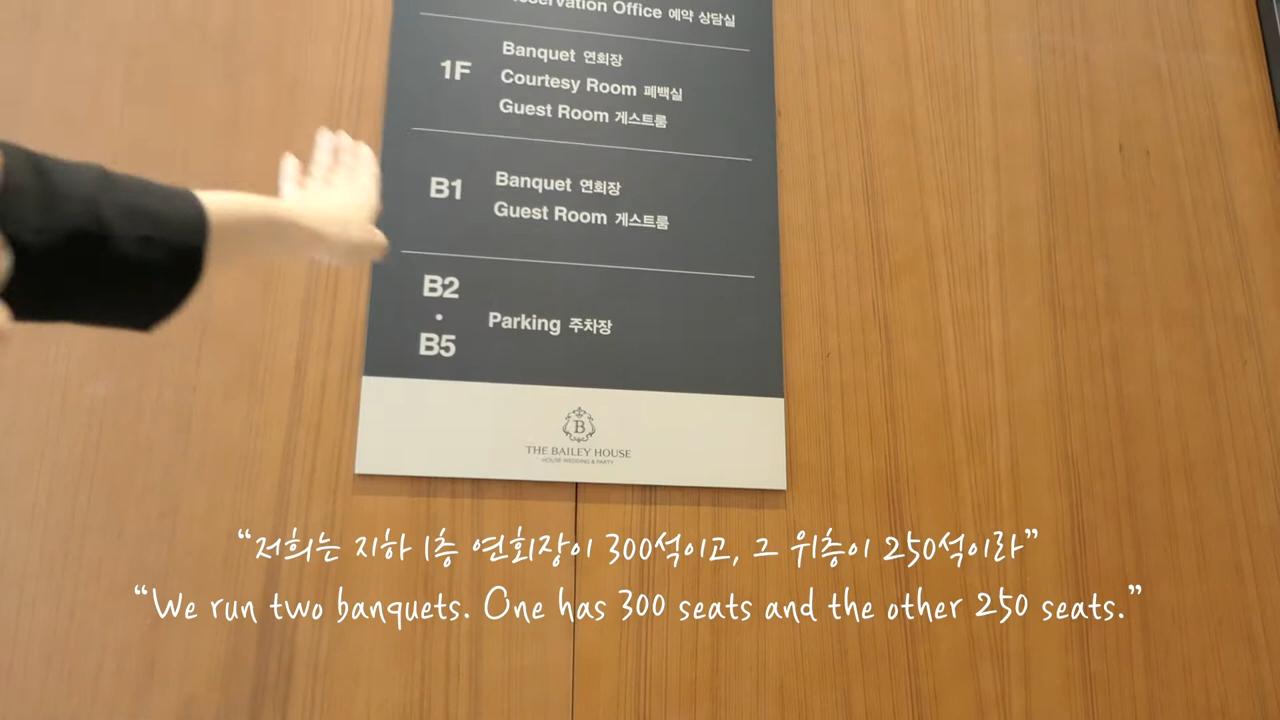 Office 예약 상담실
1F
Banquet 연회장
Courtesy Room 폐백실
Guest Room 게스트룸
B1
Banquet 연회장
Guest Room 게스트룸
B2
•
B5
Parking 주차장
B
THE BAILEY HOUSE
HOUSE WEDDING & PARTY
“저희는 지하 1층 연회장이 300석이고, 그 위층이 250석이라”
“We run two banquets. One has 300 seats and the other 250 seats.”